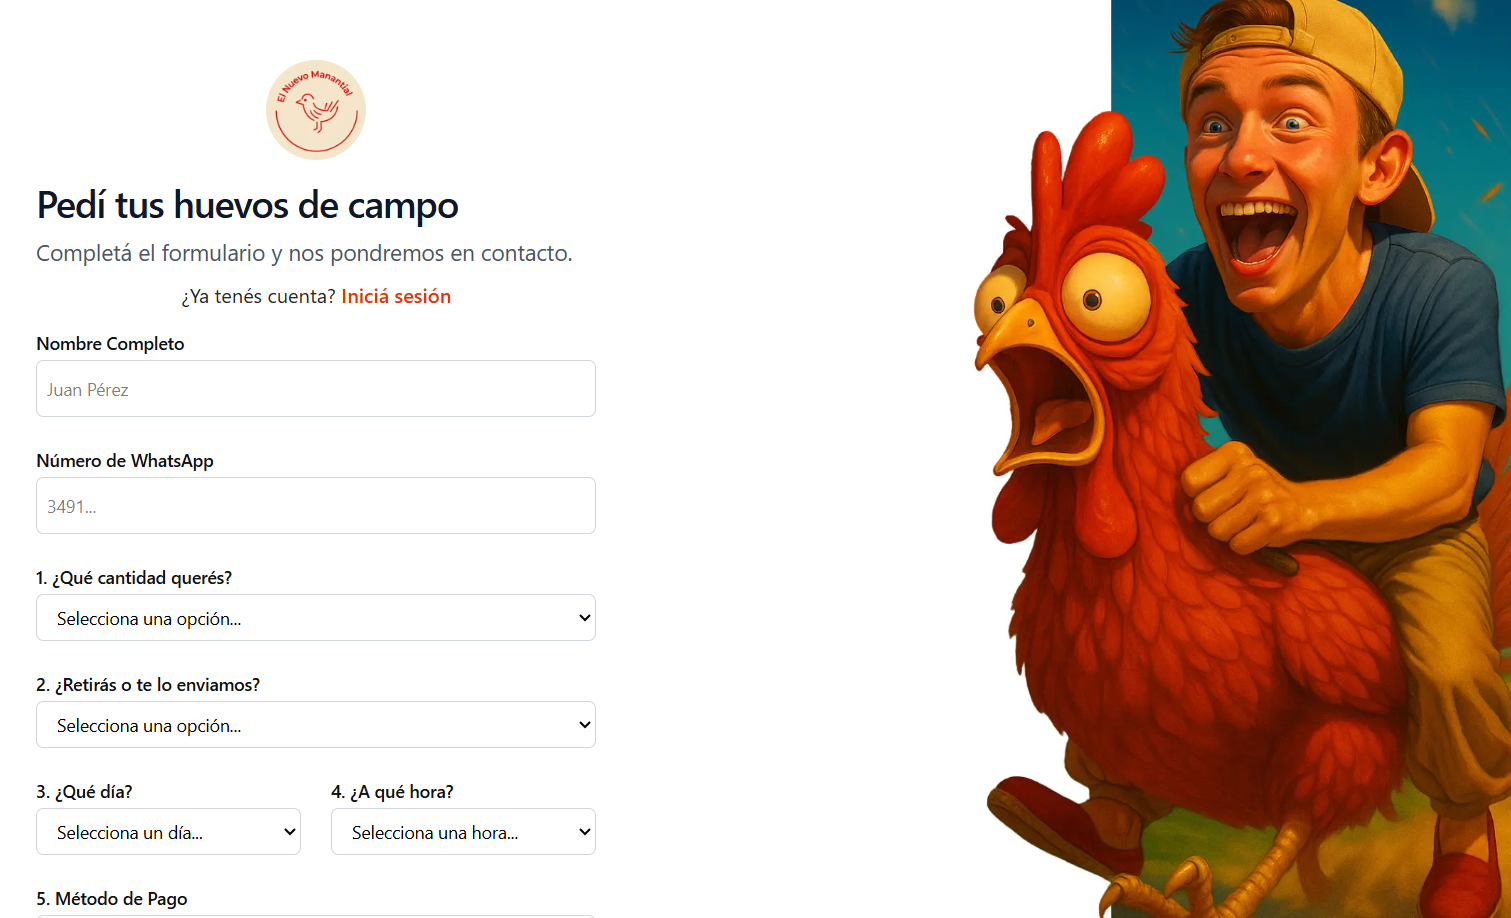 El Nuevo Manantial
Pedí tus huevos de campo
Completá el formulario y nos pondremos en contacto.
¿Ya tenés cuenta? Iniciá sesión
Nombre Completo
Juan Pérez
Número de WhatsApp
3491...
1. ¿Qué cantidad querés?
Selecciona una opción...
2. ¿Retirás o te lo enviamos?
Selecciona una opción...
3. ¿Qué día?
4. ¿A qué hora?
Selecciona un día...
Selecciona una hora...
5. Método de Pago